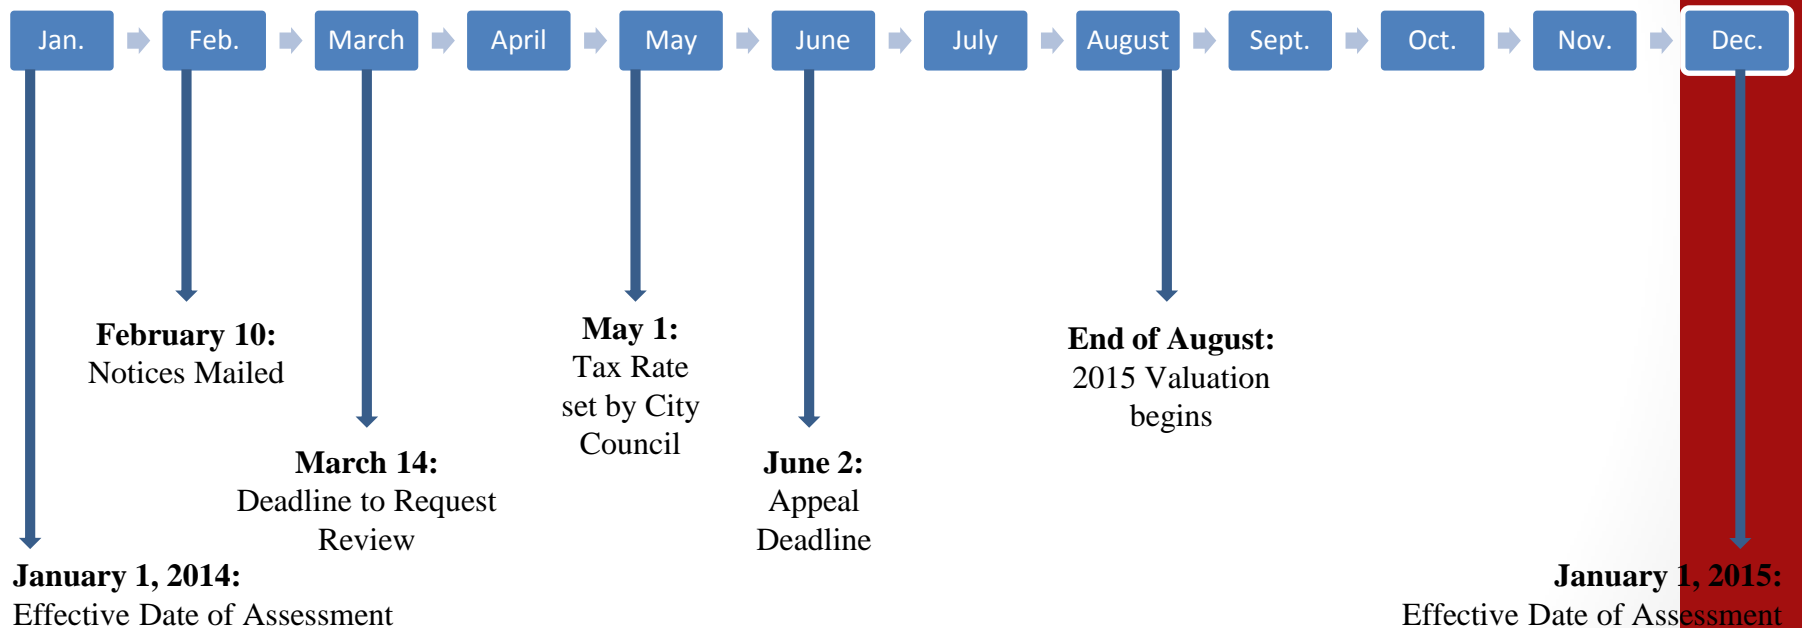 Jan.
Feb.
March
April
May
June
July
August
Sept.
Oct.
Nov.
Dec.
February 10:
Notices Mailed
March 14:
Deadline to Request
Review
May 1:
Tax Rate
set by City
Council
June 2:
Appeal
Deadline
End of August:
2015 Valuation
begins
January 1, 2014:
Effective Date of Assessment
January 1, 2015:
Effective Date of Assessment